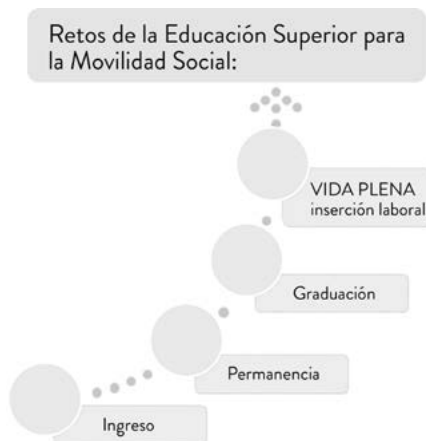 Retos de la Educación Superior para
la Movilidad Social:
VIDA PLENA
inserción laboral
Graduación
Permanencia
Ingreso